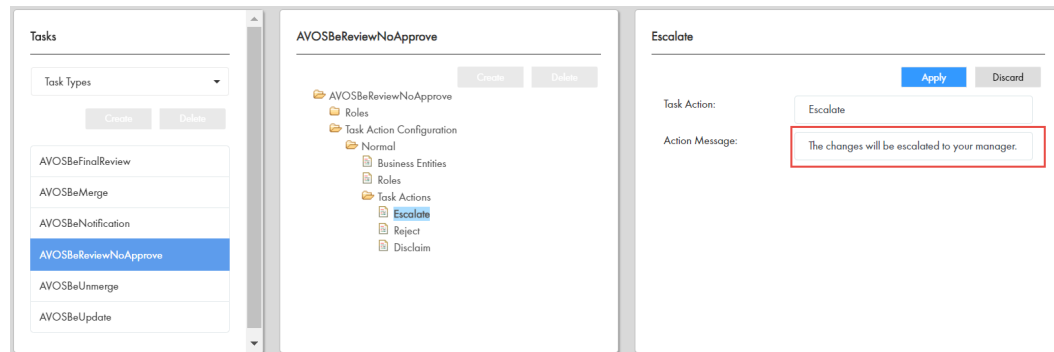 Tasks
Task Types
Create Delete
AVOSBeFinalReview
AVOSBeMerge
AVOSBeNotification
AVOSBeReviewNoApprove
AVOSBeUnmerge
AVOSBeUpdate
AVOSBeReviewNoApprove
Create Delete
AVOSBeReviewNoApprove
Roles
Task Action Configuration
Normal
Business Entities
Roles
Task Actions
Escalate
Reject
Disclaim
Escalate
Apply Discard
Task Action: Escalate
Action Message: The changes will be escalated to your manager.